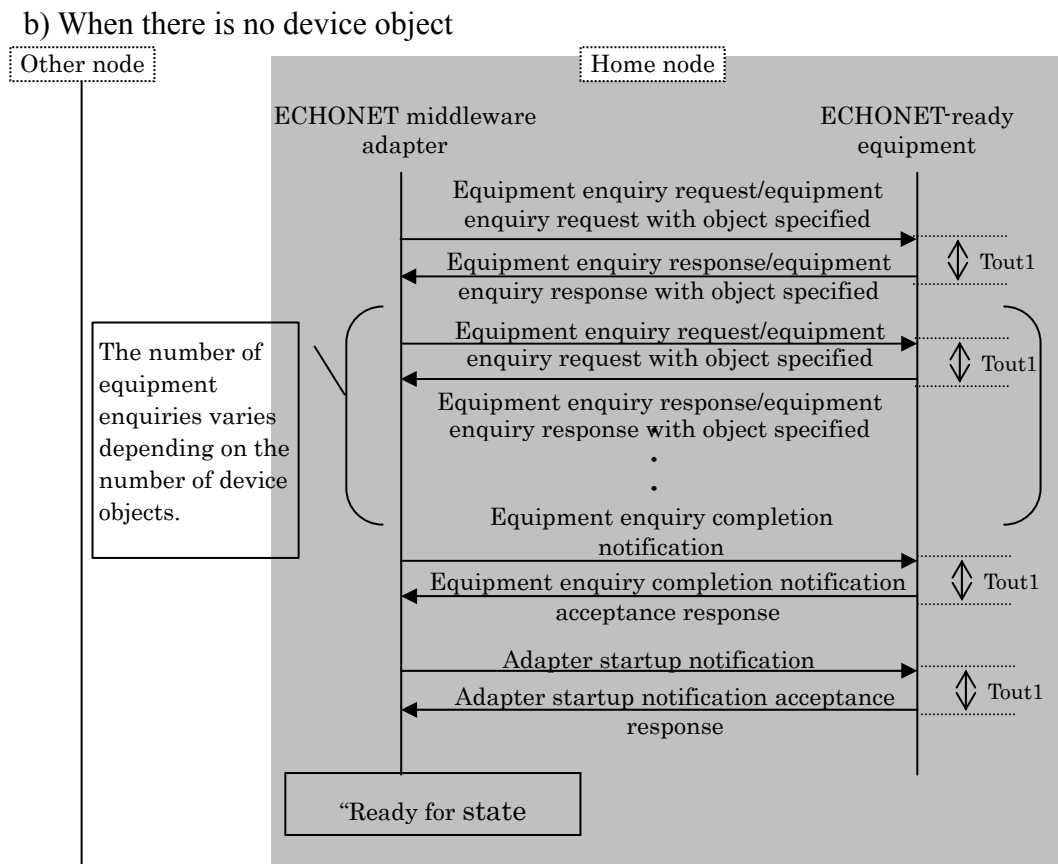 b) When there is no device object
Other node
Home node
ECHONET middleware
adapter
ECHONET-ready
equipment
Equipment enquiry request/equipment
enquiry request with object specified
Tout1
Equipment enquiry response/equipment
enquiry response with object specified
The number of
equipment
enquiries varies
depending on the
number of device
objects.
Equipment enquiry request/equipment
enquiry request with object specified
Tout1
Equipment enquiry response/equipment
enquiry response with object specified
Equipment enquiry completion
notification
Tout1
Equipment enquiry completion notification
acceptance response
Adapter startup notification
Tout1
Adapter startup notification acceptance
response
“Ready for state